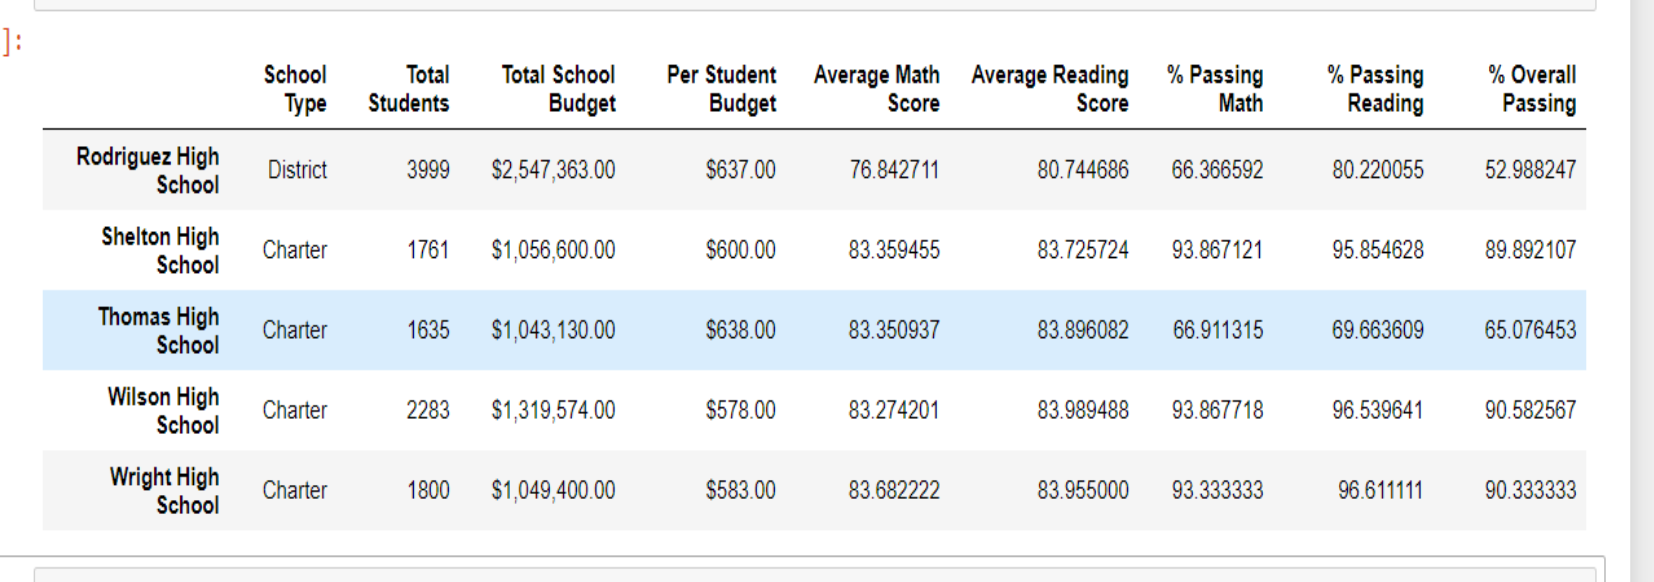 ]:
School Type Total Students Total School Budget Per Student Budget Average Math Score Average Reading Score % Passing Math % Passing Reading % Overall Passing
Rodriguez High School District 3999 $2,547,363.00 $637.00 76.842711 80.744686 66.366592 80.220055 52.988247
Shelton High School Charter 1761 $1,056,600.00 $600.00 83.359455 83.725724 93.867121 95.854628 89.892107
Thomas High School Charter 1635 $1,043,130.00 $638.00 83.350937 83.896082 66.911315 69.663609 65.076453
Wilson High School Charter 2283 $1,319,574.00 $578.00 83.274201 83.989488 93.867718 96.539641 90.582567
Wright High School Charter 1800 $1,049,400.00 $583.00 83.682222 83.955000 93.333333 96.611111 90.333333